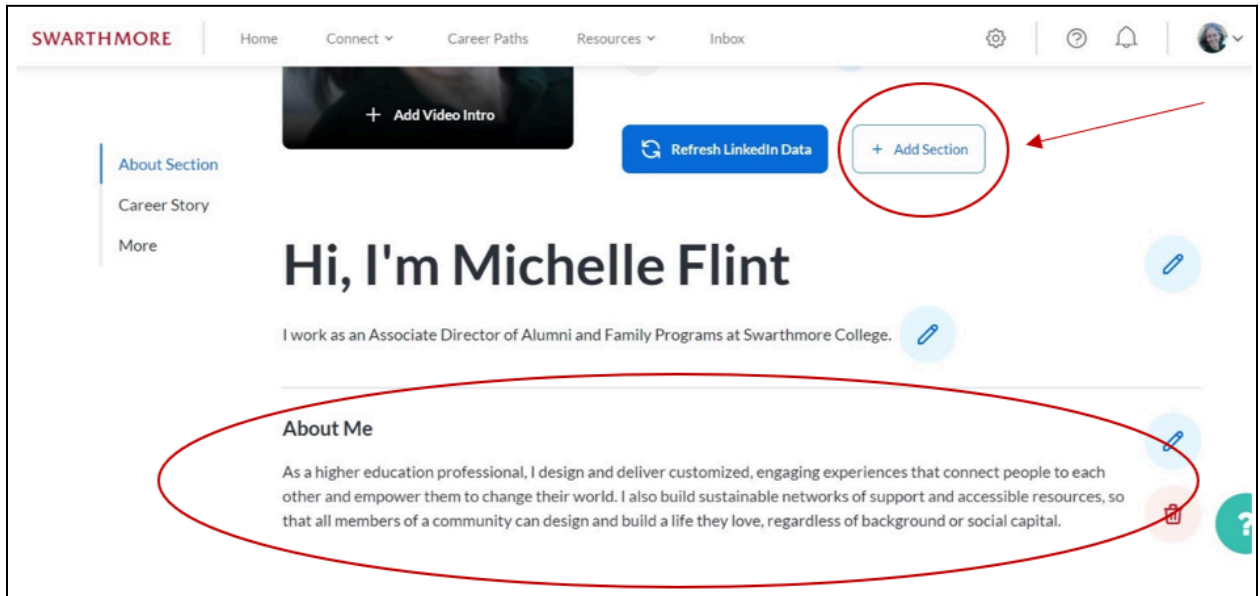 SWARTHMORE Home Connect Career Paths Resources Inbox
+ Add Video Intro
Refresh LinkedIn Data + Add Section
About Section
Career Story
More
Hi, I'm Michelle Flint
I work as an Associate Director of Alumni and Family Programs at Swarthmore College.
About Me
As a higher education professional, I design and deliver customized, engaging experiences that connect people to each
other and empower them to change their world. I also build sustainable networks of support and accessible resources, so
that all members of a community can design and build a life they love, regardless of background or social capital.
?